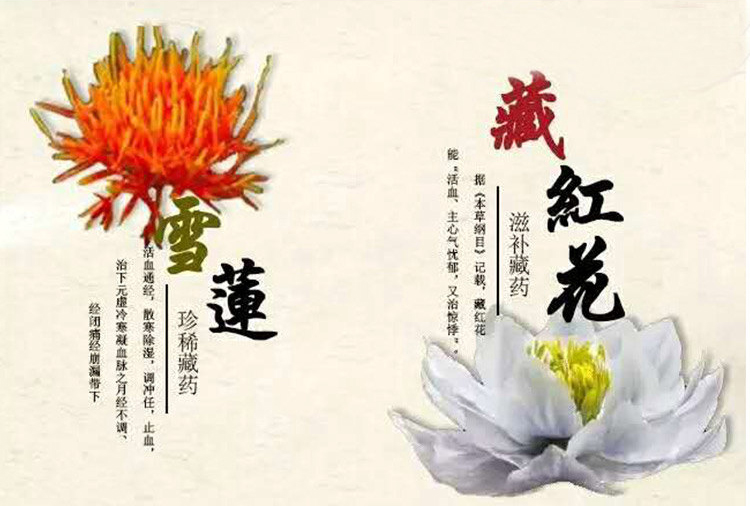 藏紅花
滋补藏药
据《本草纲目》记载，藏红花
能“活血、主心气忧郁，又治惊悸”。
雪蓮
珍稀藏药
活血通经，散寒除湿，调冲任，止血，
治下元虚冷寒凝血脉之月经不调、
经闭痛经崩漏带下